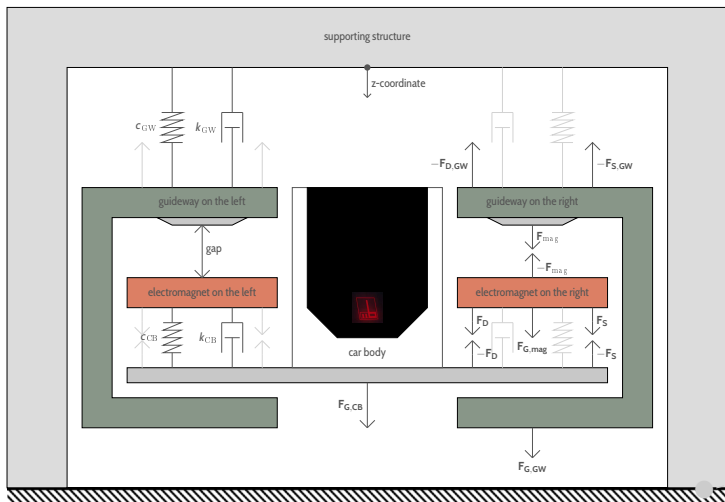 supporting structure
z-coordinate
c_GW
k_GW
−F_D,GW
−F_S,GW
guideway on the left
guideway on the right
gap
F_mag
−F_mag
electromagnet on the left
electromagnet on the right
c_CB
k_CB
F_D
F_S
F_G,mag
−F_D
−F_S
car body
F_G,CB
F_G,GW